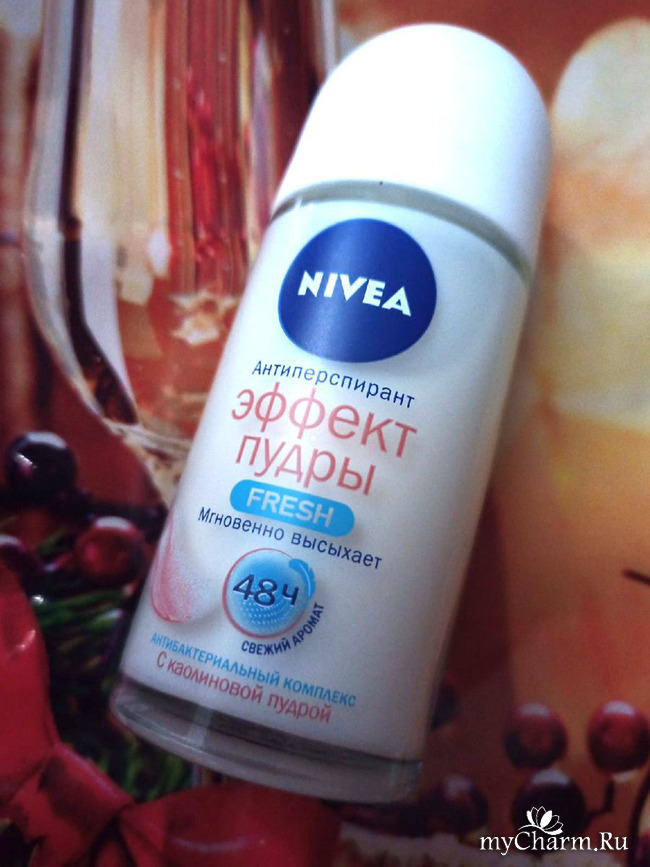 NIVEA
Антиперспирант
эффект
пудры
FRESH
Мгновенно высыхает
48ч
СВЕЖИЙ АРОМАТ
АНТИБАКТЕРИАЛЬНЫЙ КОМПЛЕКС
С каолиновой пудрой
myCharm.Ru